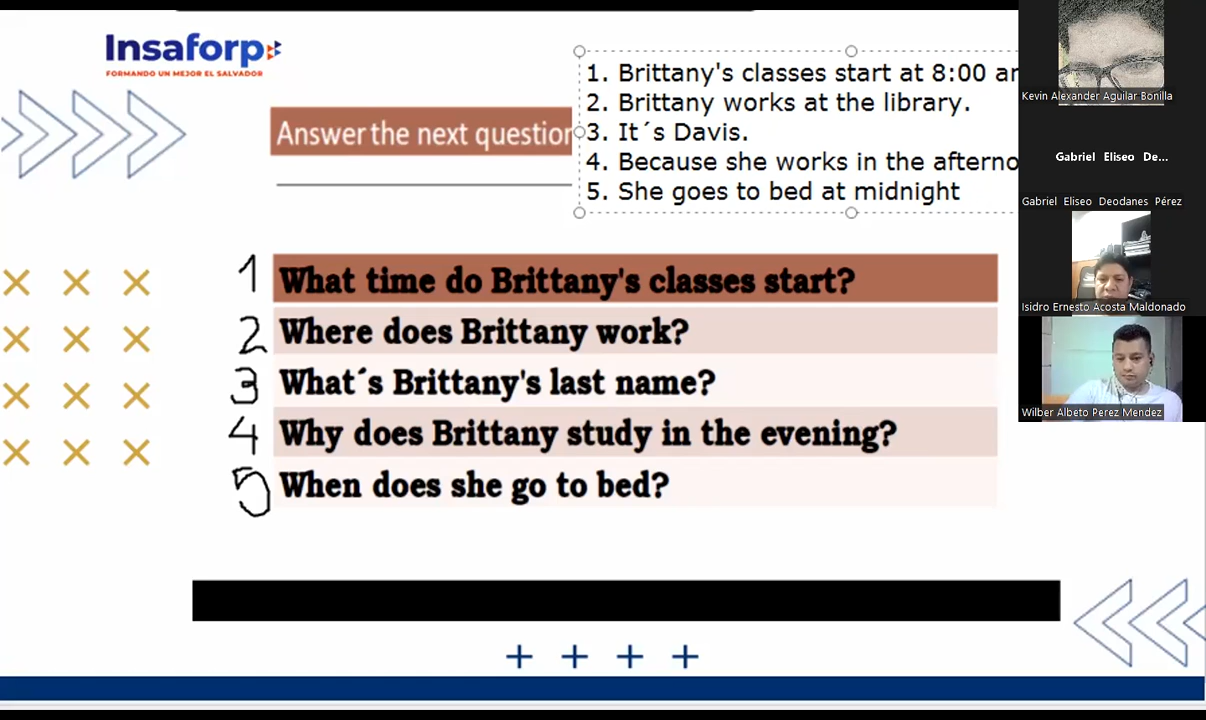 Insaforp
FORMANDO UN MEJOR EL SALVADOR
Answer the next question
1. Brittany's classes start at 8:00 a
2. Brittany works at the library.
3. It´s Davis.
4. Because she works in the afterno
5. She goes to bed at midnight
1 What time do Brittany's classes start?
2 Where does Brittany work?
3 What´s Brittany's last name?
4 Why does Brittany study in the evening?
5 When does she go to bed?
Kevin Alexander Aguilar Bonilla
Gabriel Eliseo De...
Gabriel Eliseo Deodanes Pérez
Isidro Ernesto Acosta Maldonado
Wilber Albeto Perez Mendez